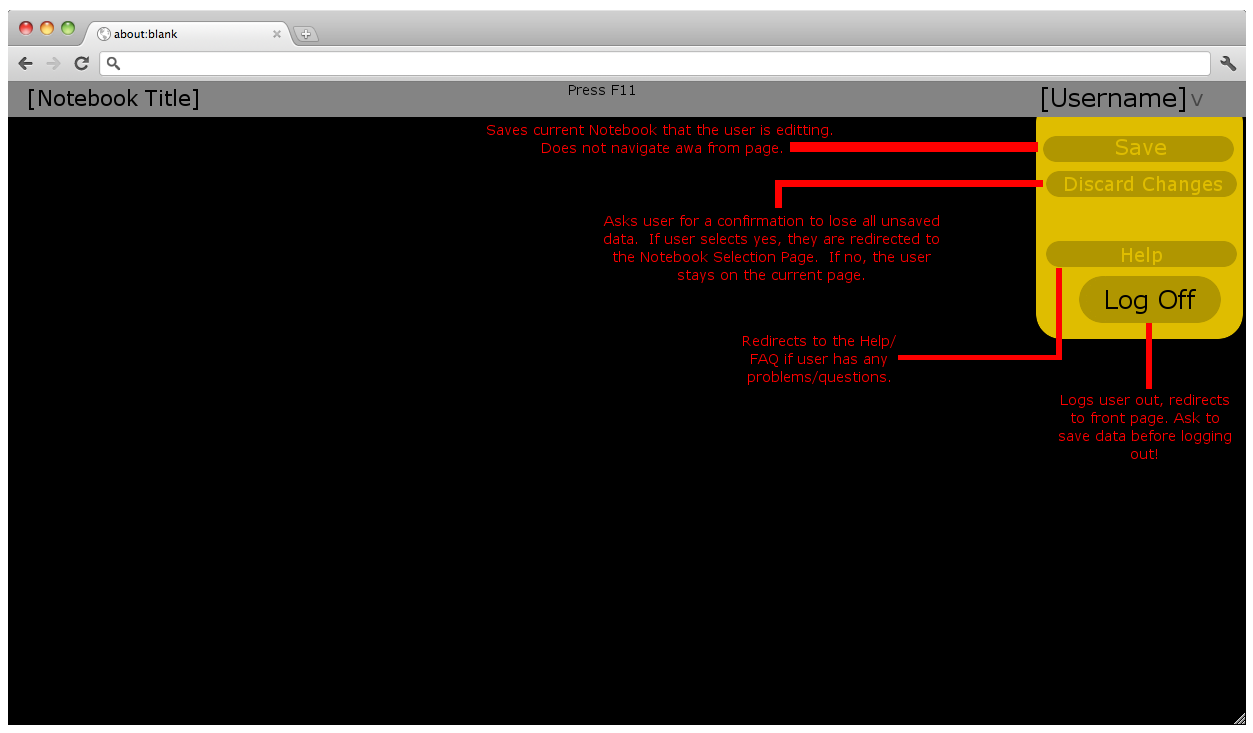 about:blank
[Notebook Title]
Press F11
[Username] v
Saves current Notebook that the user is editting.
Does not navigate awa from page.
Save
Discard Changes
Asks user for a confirmation to lose all unsaved
data.  If user selects yes, they are redirected to
the Notebook Selection Page.  If no, the user
stays on the current page.
Help
Log Off
Redirects to the Help/
FAQ if user has any
problems/questions.
Logs user out, redirects
to front page. Ask to
save data before logging
out!